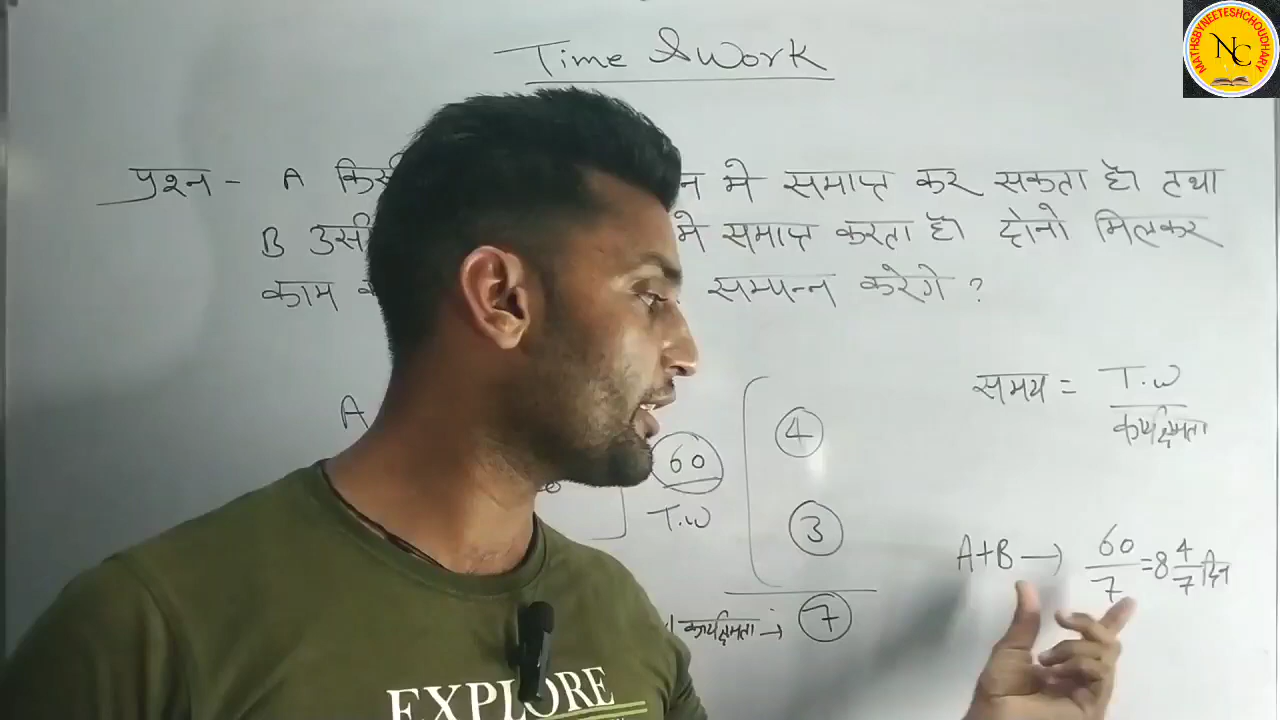 Time & Work
MATHSBYNEETESHCHOUDHARY
NC
प्रश्न - A न मे समाप्त कर सकता है। तथा
B उसी मे समाप्त करता है। दोनो मिलकर
काम सम्पन्न करेगे ?
समय = T.W / कार्यक्षमता
A
4
60
T.W
3
A+B → 60/7 = 8 4/7 दिन
कार्यक्षमता → 7
EXPLORE